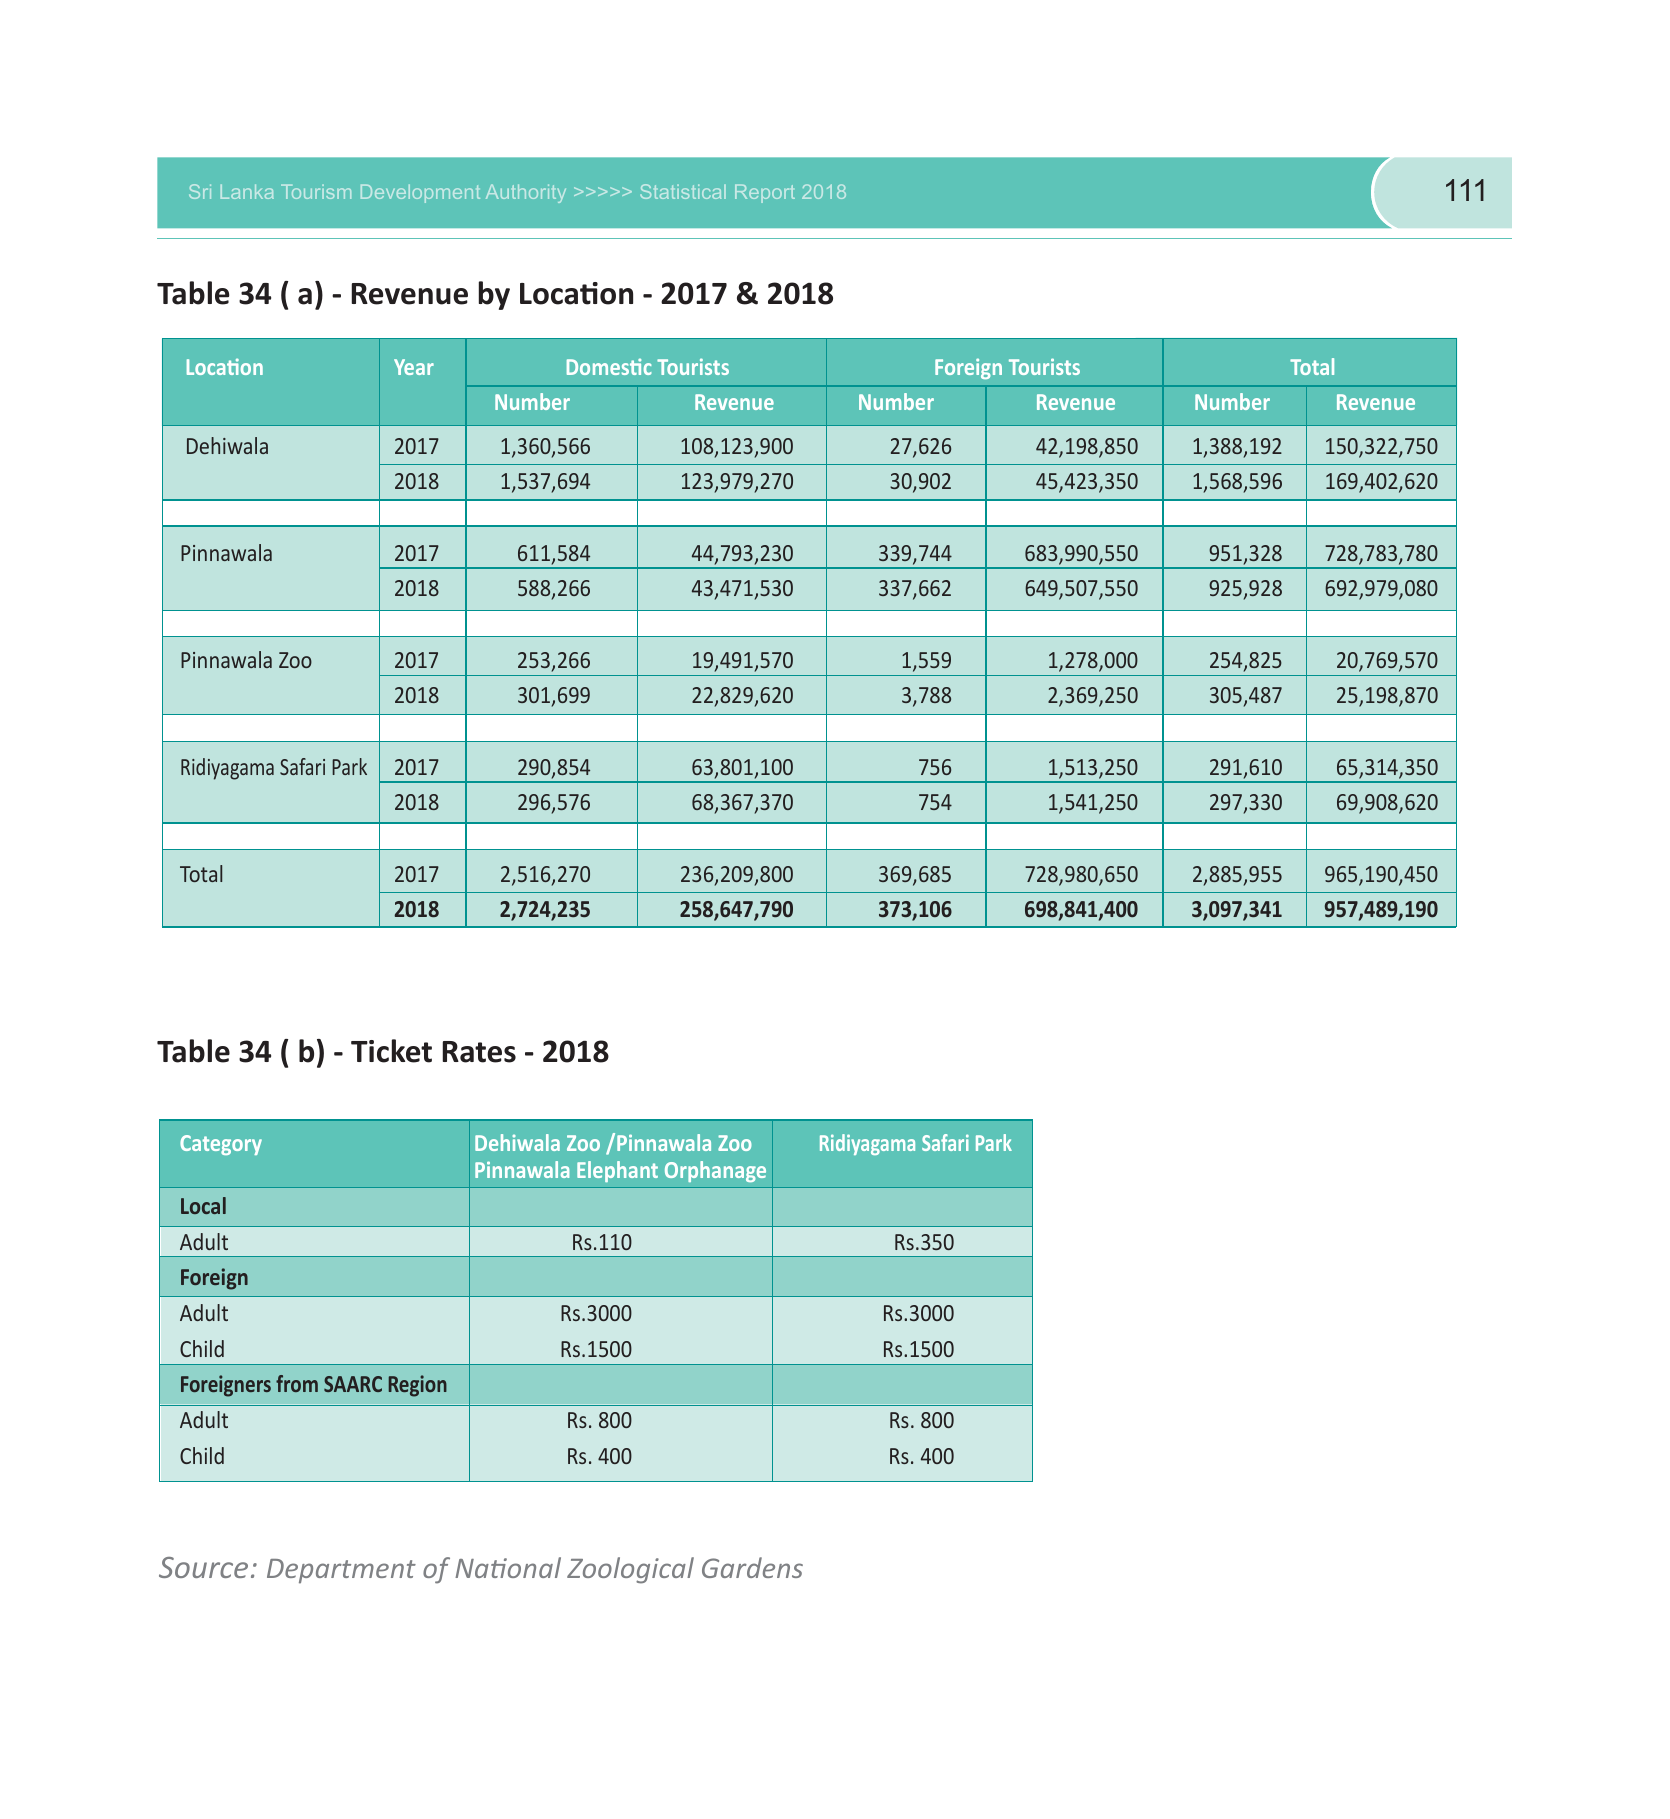 Sri Lanka Tourism Development Authority >>>>> Statistical Report 2018 111
Table 34 ( a) - Revenue by Location - 2017 & 2018
Location Year Domestic Tourists Foreign Tourists Total
Number Revenue Number Revenue Number Revenue
Dehiwala 2017 1,360,566 108,123,900 27,626 42,198,850 1,388,192 150,322,750
2018 1,537,694 123,979,270 30,902 45,423,350 1,568,596 169,402,620
Pinnawala 2017 611,584 44,793,230 339,744 683,990,550 951,328 728,783,780
2018 588,266 43,471,530 337,662 649,507,550 925,928 692,979,080
Pinnawala Zoo 2017 253,266 19,491,570 1,559 1,278,000 254,825 20,769,570
2018 301,699 22,829,620 3,788 2,369,250 305,487 25,198,870
Ridiyagama Safari Park 2017 290,854 63,801,100 756 1,513,250 291,610 65,314,350
2018 296,576 68,367,370 754 1,541,250 297,330 69,908,620
Total 2017 2,516,270 236,209,800 369,685 728,980,650 2,885,955 965,190,450
2018 2,724,235 258,647,790 373,106 698,841,400 3,097,341 957,489,190
Table 34 ( b) - Ticket Rates - 2018
Category Dehiwala Zoo /Pinnawala Zoo Ridiyagama Safari Park
Pinnawala Elephant Orphanage
Local
Adult Rs.110 Rs.350
Foreign
Adult Rs.3000 Rs.3000
Child Rs.1500 Rs.1500
Foreigners from SAARC Region
Adult Rs. 800 Rs. 800
Child Rs. 400 Rs. 400
Source: Department of National Zoological Gardens